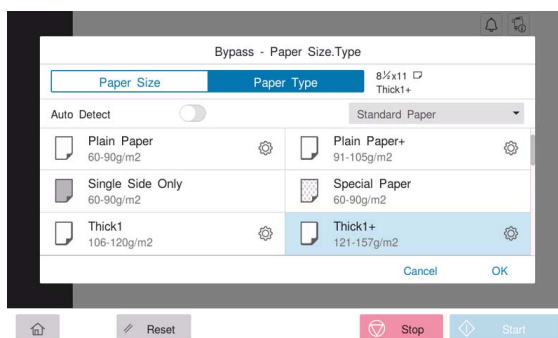 Bypass - Paper Size.Type
Paper Size
Paper Type
8½x11
Thick1+
Auto Detect
Standard Paper
Plain Paper
60-90g/m2
Plain Paper+
91-105g/m2
Single Side Only
60-90g/m2
Special Paper
60-90g/m2
Thick1
106-120g/m2
Thick1+
121-157g/m2
Cancel
OK
Reset
Stop
Start